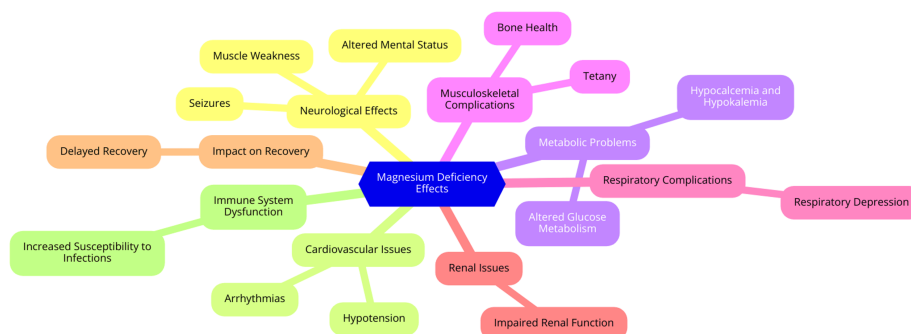 Bone Health
Altered Mental Status
Muscle Weakness
Tetany
Musculoskeletal
Complications
Hypocalcemia and
Hypokalemia
Seizures
Neurological Effects
Metabolic Problems
Delayed Recovery
Impact on Recovery
Magnesium Deficiency
Effects
Respiratory Complications
Immune System
Dysfunction
Respiratory Depression
Altered Glucose
Metabolism
Increased Susceptibility to
Infections
Cardiovascular Issues
Renal Issues
Arrhythmias
Hypotension
Impaired Renal Function